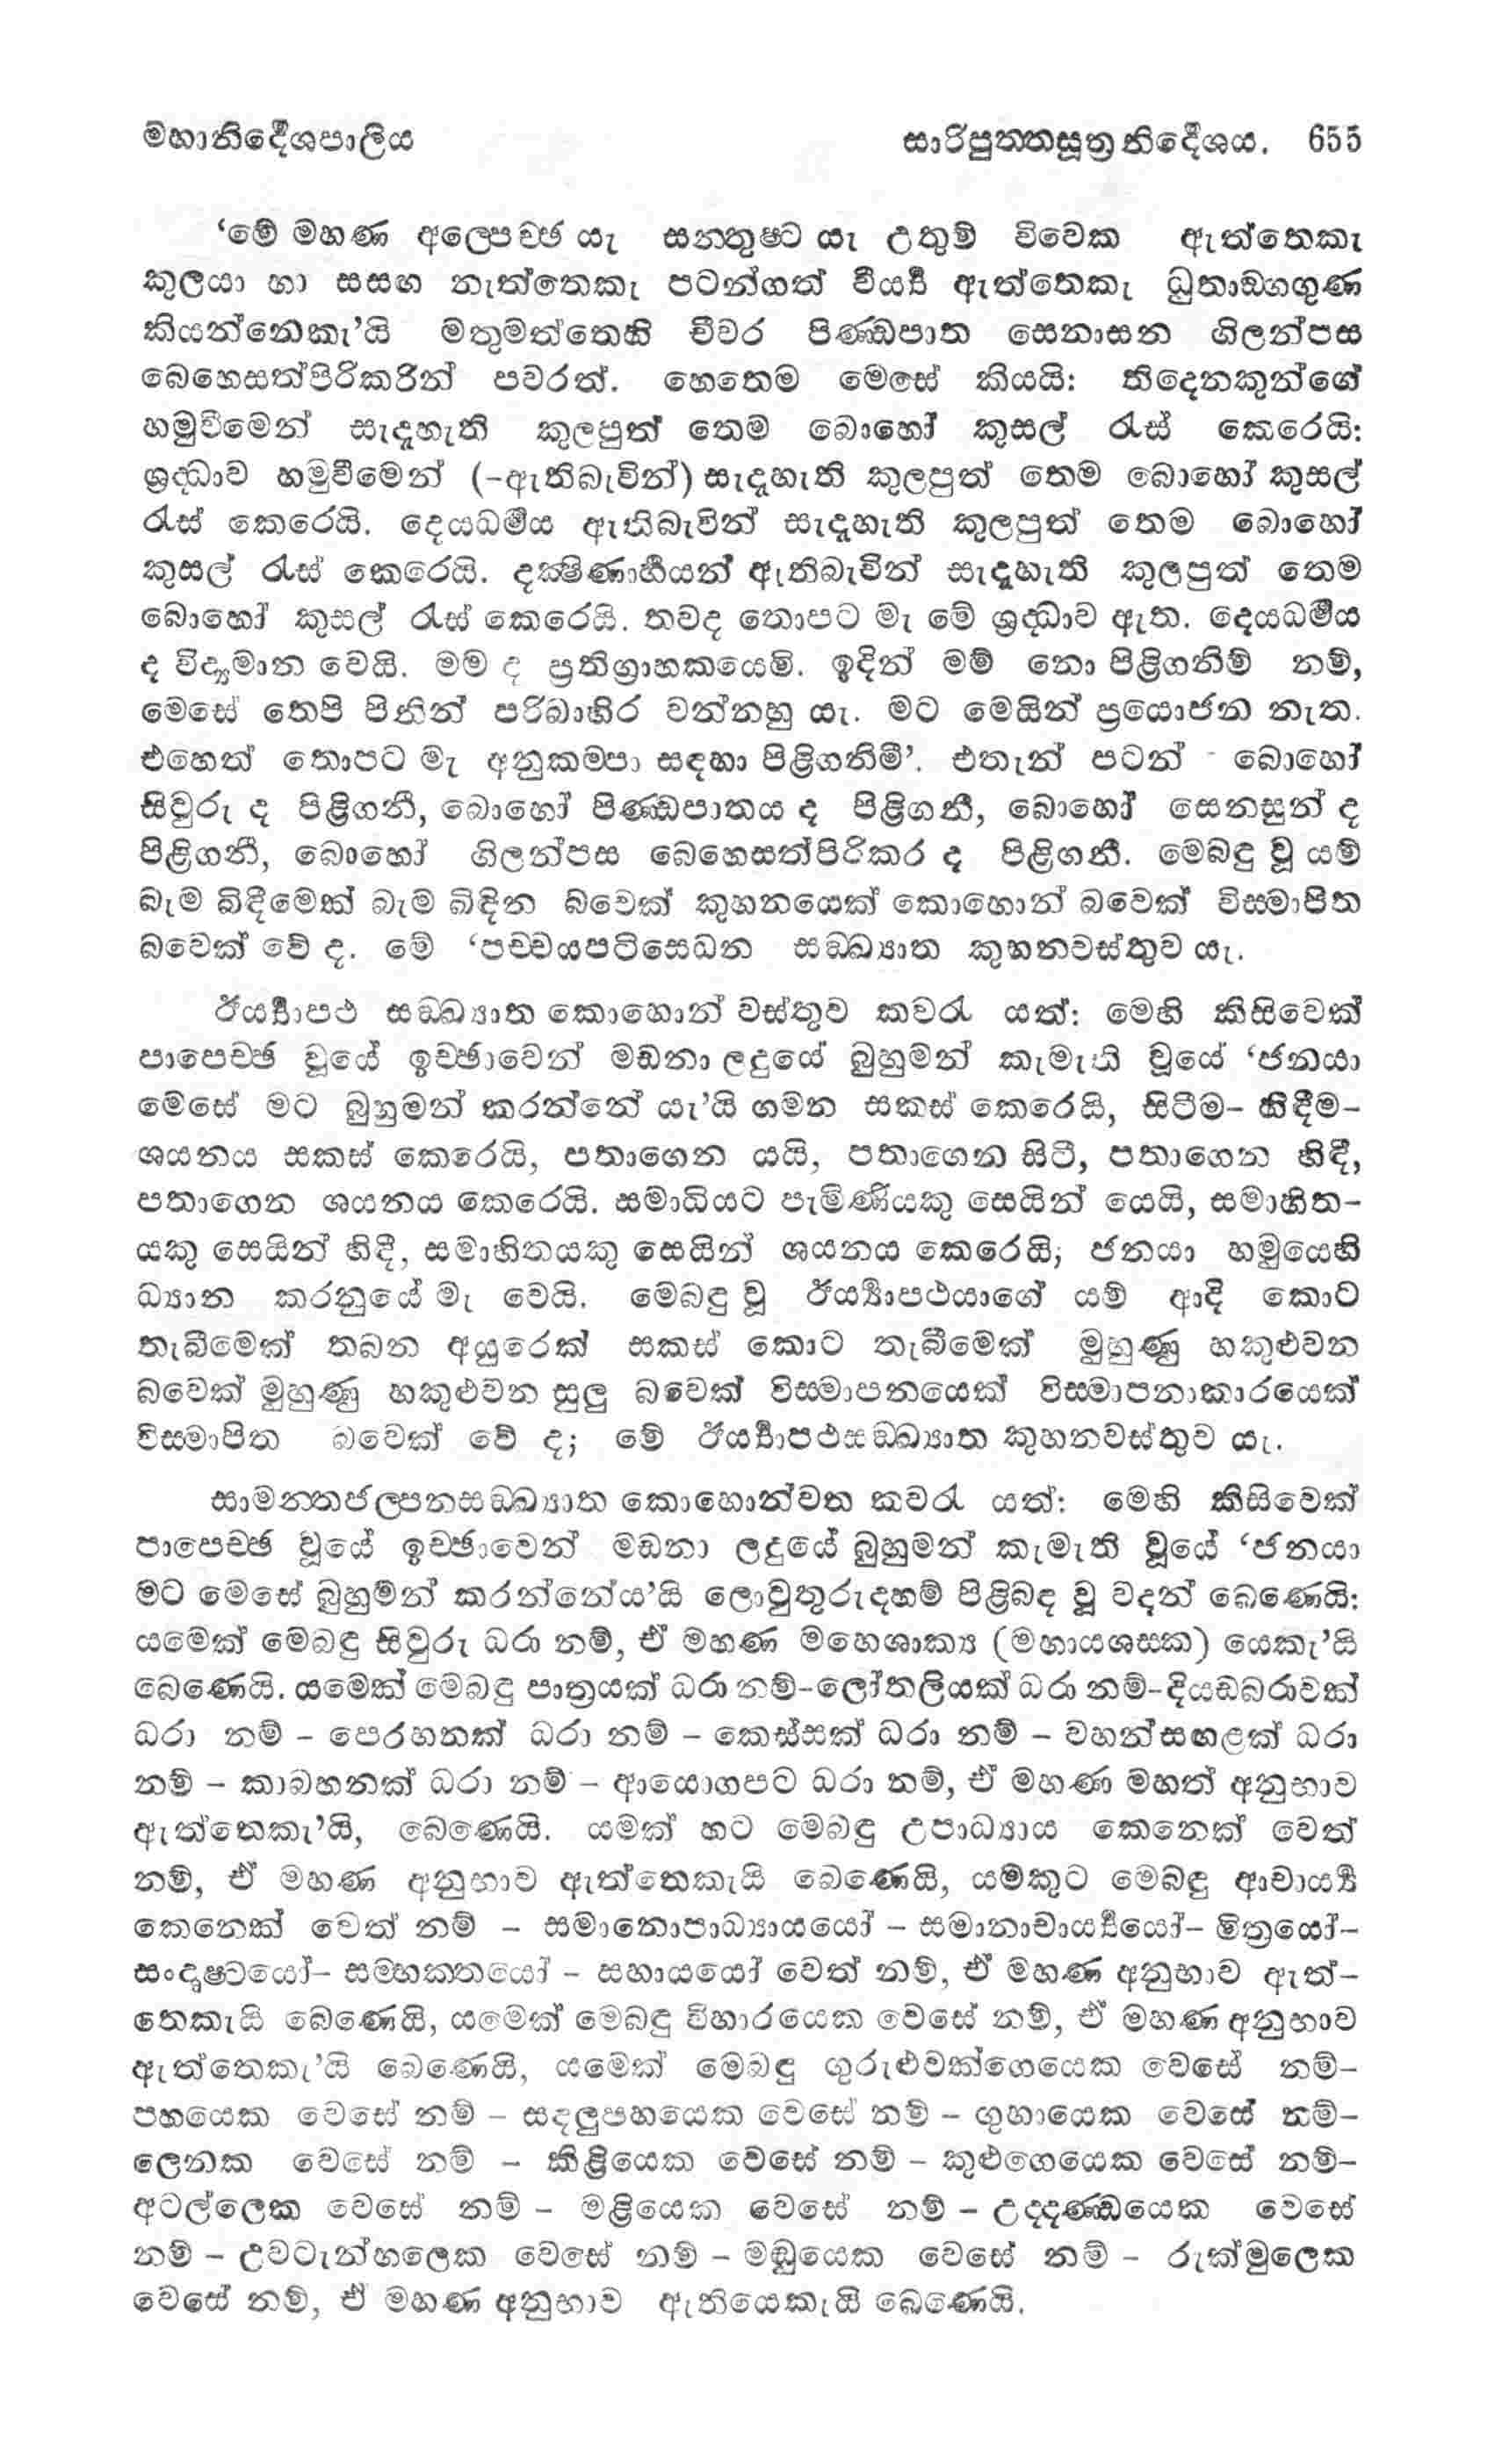 මහානිර්දේශපාලිය සාරිපුත්තසූත්‍ර නිර්දේශය. 655
‘මේ මහණ අල්පේච්ඡ යැ සන්තුෂ්ට යැ උතුම් විවෙක ඇත්තෙකැ
කුලයා හා සසඟ නැත්තෙකැ පටන්ගත් වීර්‍ය්‍ය ඇත්තෙකැ ධුතාඞ්ගගුණ
කියන්නෙකැ’යි මතුමත්තෙහි චීවර පිණ්ඩපාත සෙනාසන ගිලන්පස
බෙහෙසත්පිරිකරින් පවරත්. හෙතෙම මෙසේ කියයි: තිදෙනකුන්ගේ
හමුවීමෙන් සැදැහැති කුලපුත් තෙම බොහෝ කුසල් රැස් කෙරෙයි:
ශ්‍රද්ධාව හමුවීමෙන් (-ඇතිබැවින්) සැදැහැති කුලපුත් තෙම බොහෝ කුසල්
රැස් කෙරෙයි. දෙයධර්මය ඇතිබැවින් සැදැහැති කුලපුත් තෙම බොහෝ
කුසල් රැස් කෙරෙයි. දක්ෂිණාර්හයන් ඇතිබැවින් සැදැහැති කුලපුත් තෙම
බොහෝ කුසල් රැස් කෙරෙයි. තවද තොපට මැ මේ ශ්‍රද්ධාව ඇත. දෙයධර්මය
ද විද්‍යමාන වෙයි. මම ද ප්‍රතිග්‍රාහකයෙමි. ඉදින් මම් නො පිළිගනිම් නම්,
මෙසේ තෙපි පිනින් පරිබාහිර වන්නහු යැ. මට මෙයින් ප්‍රයොජන නැත.
එහෙත් තොපට මැ අනුකම්පා සඳහා පිළිගනිමි’. එතැන් පටන් බොහෝ
සිවුරු ද පිළිගනී, බොහෝ පිණ්ඩපාතය ද පිළිගනී, බොහෝ සෙනසුන් ද
පිළිගනී, බොහෝ ගිලන්පස බෙහෙසත්පිරිකර ද පිළිගනී. මෙබඳු වූ යම්
බැම බිඳීමෙක් බැම බිඳින බවෙක් කුහනයෙක් කොහොන් බවෙක් විස්මාපිත
බවෙක් වේ ද. මේ ‘පච්චයපටිසෙධන සඞ්ඛ්‍යාත කුහනවස්තුව යැ.
ඊර්‍ය්‍යාපථ සඞ්ඛ්‍යාත කොහොන් වස්තුව කවරැ යත්: මෙහි කිසිවෙක්
පාපෙච්ඡ වූයේ ඉච්ඡාවෙන් මඩනා ලදුයේ බුහුමන් කැමැති වූයේ ‘ජනයා
මෙසේ මට බුහුමන් කරන්නේ යැ’යි ගමන සකස් කෙරෙයි, සිටීම- හිඳීම-
ශයනය සකස් කෙරෙයි, පතාගෙන යයි, පතාගෙන සිටී, පතාගෙන හිඳී,
පතාගෙන ශයනය කෙරෙයි. සමාධියට පැමිණියකු සෙයින් යෙයි, සමාහිත-
යකු සෙයින් හිඳී, සමාහිතයකු සෙයින් ශයනය කෙරෙයි; ජනයා හමුයෙහි
ධ්‍යාන කරනුයේ මැ වෙයි. මෙබඳු වූ ඊර්‍ය්‍යාපථයාගේ යම් ආදි කොට
තැබීමෙක් තබන අයුරෙක් සකස් කොට තැබීමෙක් මුහුණු හකුළුවන
බවෙක් මුහුණු හකුළුවන සුලු බවෙක් විස්මාපනයෙක් විස්මාපනාකාරයෙක්
විස්මාපිත බවෙක් වේ ද; මේ ඊර්‍ය්‍යාපථසඞ්ඛ්‍යාත කුහනවස්තුව යැ.
සාමන්තජල්පනසඞ්ඛ්‍යාත කොහොන්වත කවරැ යත්: මෙහි කිසිවෙක්
පාපෙච්ඡ වූයේ ඉච්ඡාවෙන් මඩනා ලදුයේ බුහුමන් කැමැති වූයේ ‘ජනයා
මට මෙසේ බුහුමන් කරන්නේය’යි ලොවුතුරුදහම් පිළිබඳ වූ වදන් බෙණෙයි:
යමෙක් මෙබඳු සිවුරු ධරා නම්, ඒ මහණ මහෙශාක්‍ය (මහායශස්ක) යෙකැ’යි
බෙණෙයි. යමෙක් මෙබඳු පාත්‍රයක් ධරා නම්-ලෝතලියක් ධරා නම්-දියඩබරාවක්
ධරා නම් - පෙරහනක් ධරා නම් - කෙස්සක් ධරා නම් - වහන්සඟළක් ධරා
නම් - කාබහනක් ධරා නම් - ආයොගපට ධරා නම්, ඒ මහණ මහත් අනුභාව
ඇත්තෙකැ’යි, බෙණෙයි. යමක් හට මෙබඳු උපාධ්‍යාය කෙනෙක් වෙත්
නම්, ඒ මහණ අනුභාව ඇත්තෙකැයි බෙණෙයි, යමකුට මෙබඳු ආචාර්‍ය්‍ය
කෙනෙක් වෙත් නම් - සමානොපාධ්‍යායයෝ - සමානාචාර්‍ය්‍යයෝ- මිත්‍රයෝ-
සංදෘෂ්ටයෝ- සම්භක්තයෝ - සහායයෝ වෙත් නම්, ඒ මහණ අනුභාව ඇත්-
තෙකැයි බෙණෙයි, යමෙක් මෙබඳු විහාරයෙක වෙසේ නම්, ඒ මහණ අනුභාව
ඇත්තෙකැ’යි බෙණෙයි, යමෙක් මෙබඳු ගුරුළුවක්ගෙයෙක වෙසේ නම්-
පහයෙක වෙසේ නම් - සඳලුපහයෙක වෙසේ නම් - ගුහායෙක වෙසේ නම්-
ලෙනක වෙසේ නම් - කිළියෙක වෙසේ නම් - කුළුගෙයෙක වෙසේ නම්-
අටල්ලෙක වෙසේ නම් - මළියෙක වෙසේ නම් - උද්දණ්ඩයෙක වෙසේ
නම් - උවටැන්හලෙක වෙසේ නම් - මඬුයෙක වෙසේ නම් - රුක්මුලෙක
වෙසේ නම්, ඒ මහණ අනුභාව ඇතියෙකැයි බෙණෙයි.